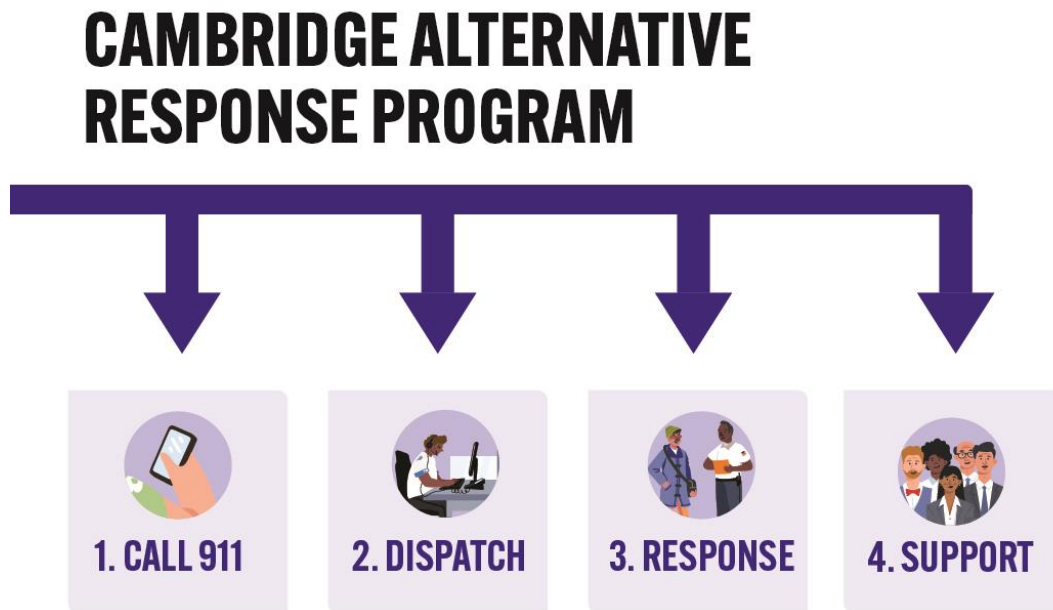 CAMBRIDGE ALTERNATIVE
RESPONSE PROGRAM
1. CALL 911
2. DISPATCH
3. RESPONSE
4. SUPPORT